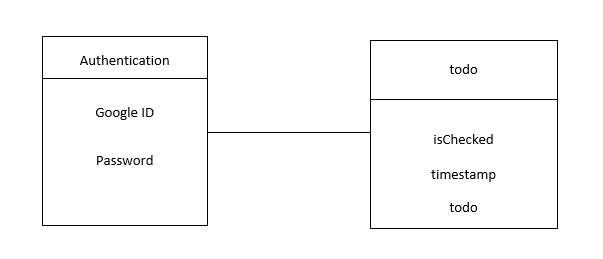 Authentication
Google ID
Password
todo
isChecked
timestamp
todo